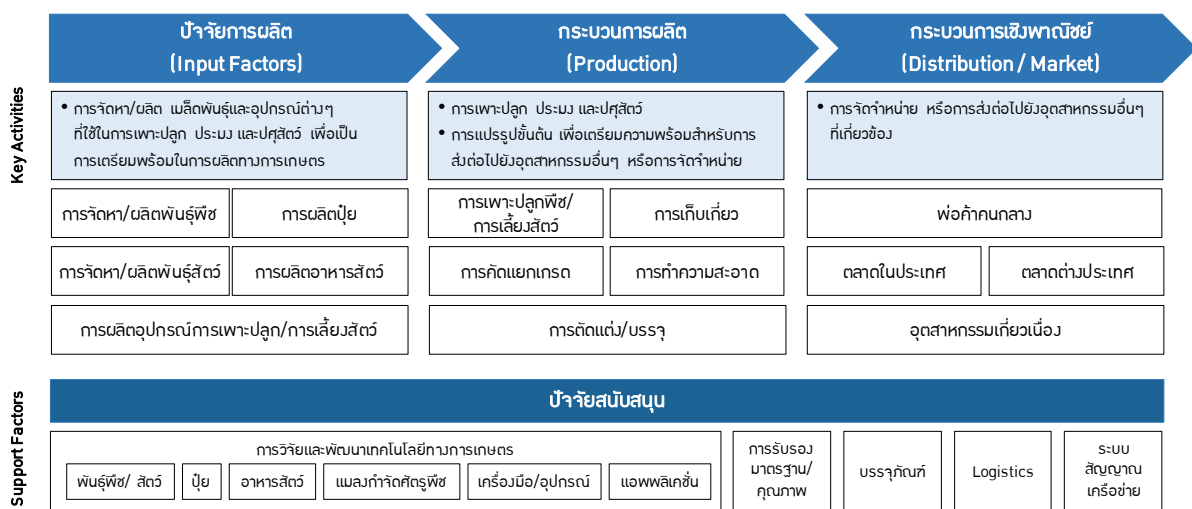 ปัจจัยการผลิต
(Input Factors)
กระบวนการผลิต
(Production)
กระบวนการเชิงพาณิชย์
(Distribution / Market)
Key Activities
• การจัดหา/ผลิต เมล็ดพันธุ์และอุปกรณ์ต่างๆ
ที่ใช้ในการเพาะปลูก ประมง และปศุสัตว์ เพื่อเป็น
การเตรียมพร้อมในการผลิตทางการเกษตร
• การเพาะปลูก ประมง และปศุสัตว์
• การแปรรูปขั้นต้น เพื่อเตรียมความพร้อมสำหรับการ
ส่งต่อไปยังอุตสาหกรรมอื่นๆ หรือการจัดจำหน่าย
• การจัดจำหน่าย หรือการส่งต่อไปยังอุตสาหกรรมอื่นๆ
ที่เกี่ยวข้อง
การจัดหา/ผลิตพันธุ์พืช
การผลิตปุ๋ย
การเพาะปลูกพืช/
การเลี้ยงสัตว์
การเก็บเกี่ยว
พ่อค้าคนกลาง
การจัดหา/ผลิตพันธุ์สัตว์
การผลิตอาหารสัตว์
การคัดแยกเกรด
การทำความสะอาด
ตลาดในประเทศ
ตลาดต่างประเทศ
การผลิตอุปกรณ์การเพาะปลูก/การเลี้ยงสัตว์
การตัดแต่ง/บรรจุ
อุตสาหกรรมเกี่ยวเนื่อง
Support Factors
ปัจจัยสนับสนุน
การวิจัยและพัฒนาเทคโนโลยีทางการเกษตร
พันธุ์พืช/ สัตว์
ปุ๋ย
อาหารสัตว์
แมลงกำจัดศัตรูพืช
เครื่องมือ/อุปกรณ์
แอพพลิเคชั่น
การรับรอง
มาตรฐาน/
คุณภาพ
บรรจุภัณฑ์
Logistics
ระบบ
สัญญาณ
เครือข่าย